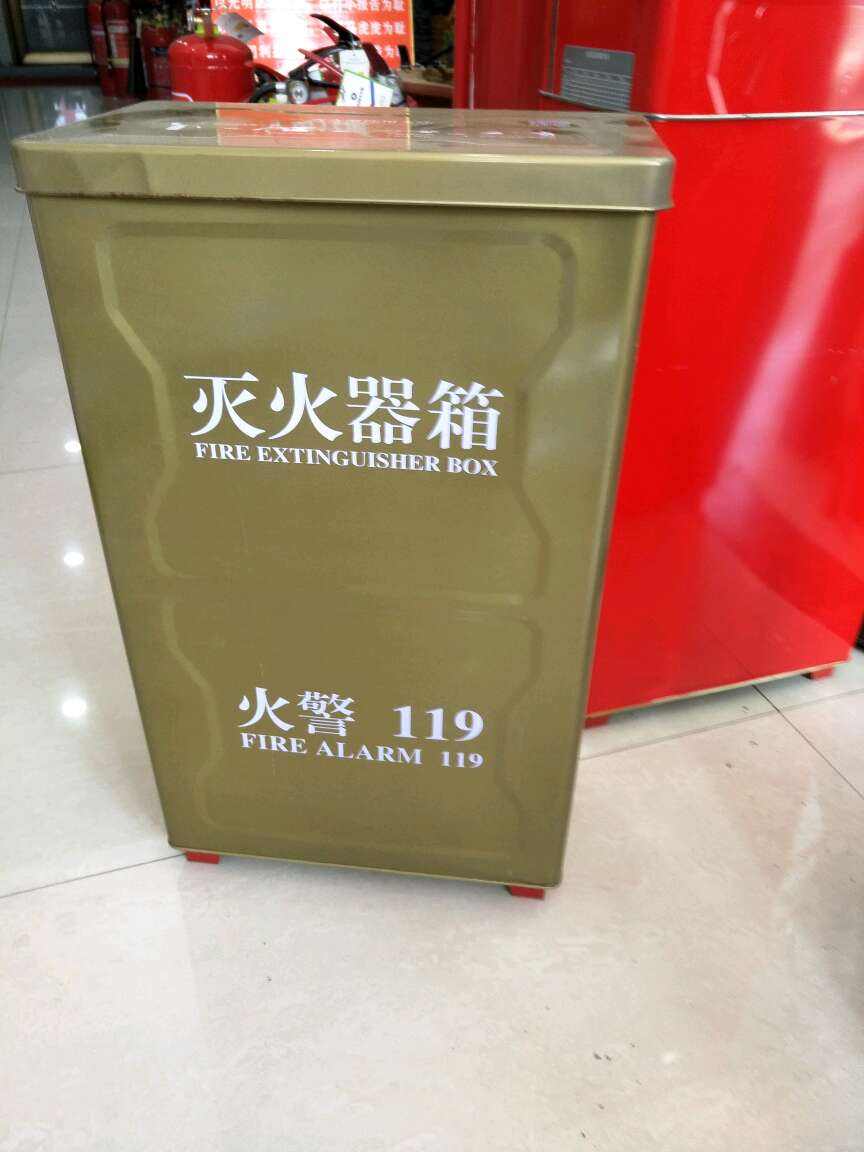 灭火器箱
FIRE EXTINGUISHER BOX
火警 119
FIRE ALARM 119